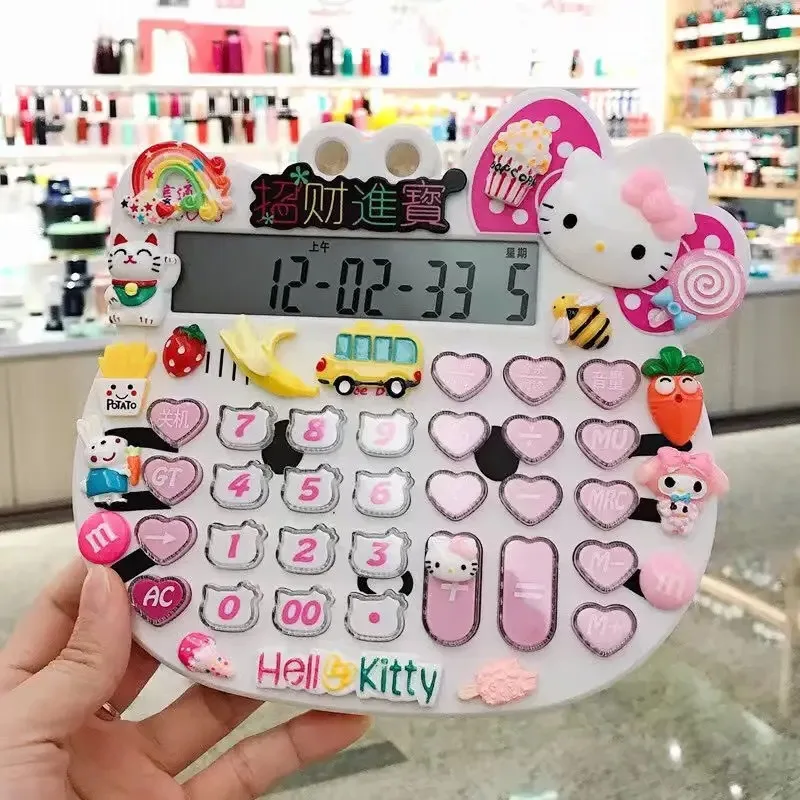 POPCORN
招财進寶
上午
星期
12-02-33 5
POTATO
关机 7 8 9 % ÷ MU
音量
GT 4 5 6 − MRC
→ 1 2 3 + = M-
AC 0 00 . M+
m
m
Hello Kitty